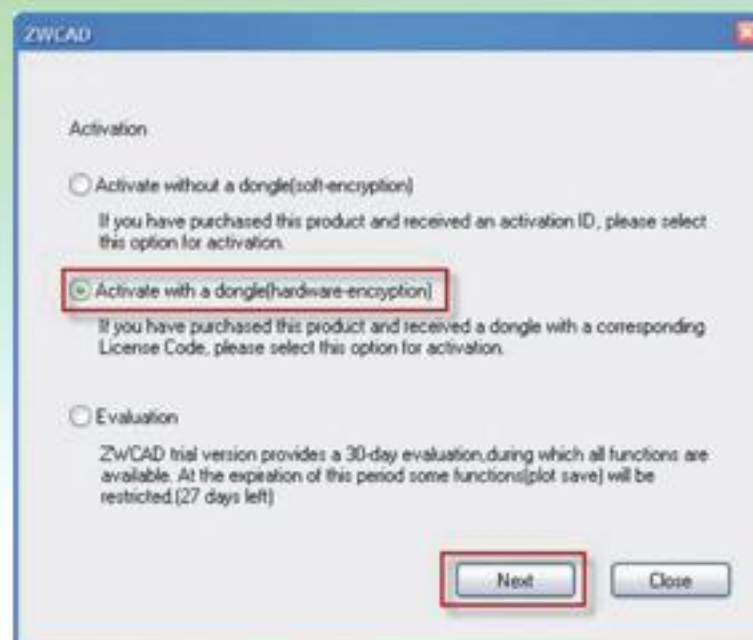 ZWCAD
Activation
Activate without a dongle(soft-encryption)
If you have purchased this product and received an activation ID, please select
this option for activation.
Activate with a dongle(hardware-encryption)
If you have purchased this product and received a dongle with a corresponding
License Code, please select this option for activation.
Evaluation
ZWCAD trial version provides a 30-day evaluation,during which all functions are
available. At the expiration of this period some functions(plot save) will be
restricted.(27 days left)
Next
Close